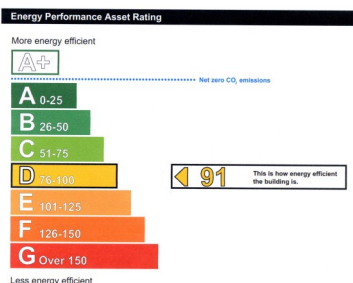 Energy Performance Asset Rating
More energy efficient
A+
Net zero CO₂ emissions
A 0-25
B 26-50
C 51-75
D 76-100
91 This is how energy efficient
the building is.
E 101-125
F 126-150
G Over 150
Less energy efficient